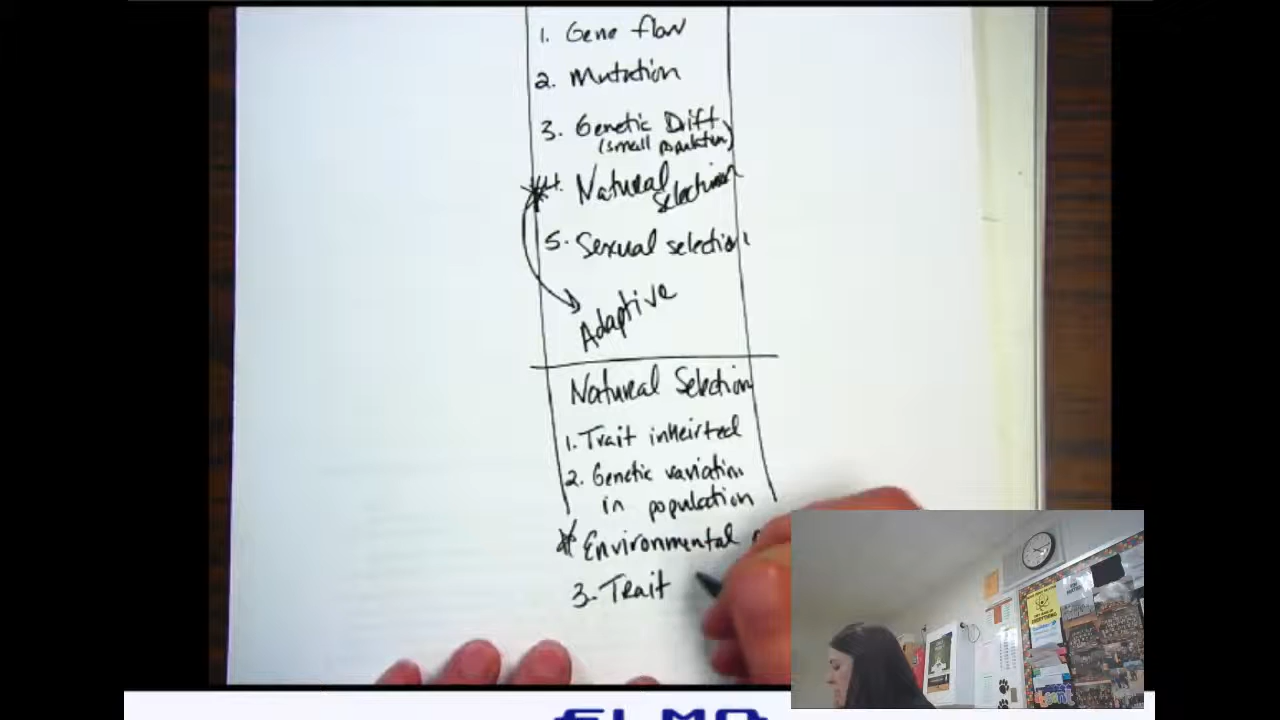 1. Gene flow
2. Mutation
3. Genetic Drift
(small population)
4. Natural
Selection
5. Sexual selection
Adaptive
Natural Selection
1. Trait inheirted
2. Genetic variation
in population
Environmental
3. Trait
ELMO